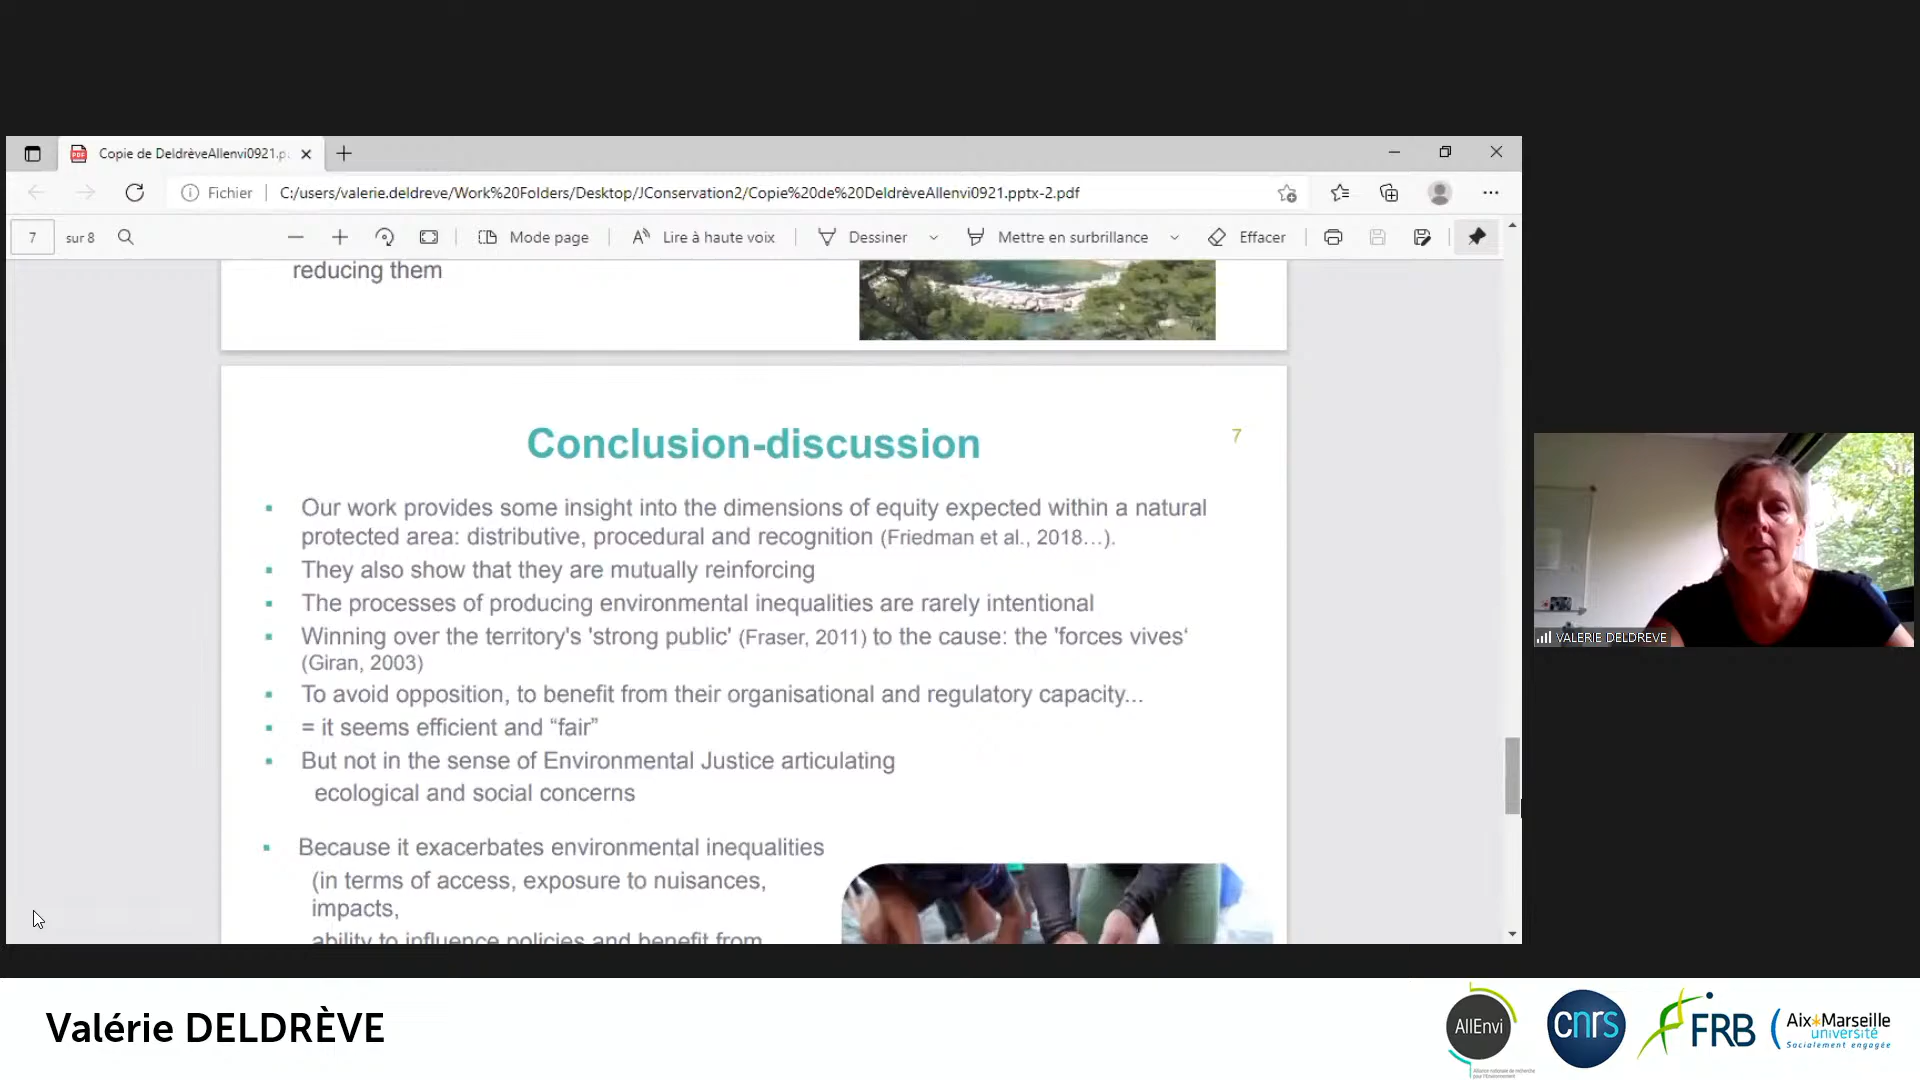 Copie de DeldrèveAllenvi0921.p
Fichier
C:/users/valerie.deldreve/Work%20Folders/Desktop/JConservation2/Copie%20de%20DeldrèveAllenvi0921.pptx-2.pdf
7 sur 8
Mode page
Lire à haute voix
Dessiner
Mettre en surbrillance
Effacer
reducing them
Conclusion-discussion
7
Our work provides some insight into the dimensions of equity expected within a natural
protected area: distributive, procedural and recognition (Friedman et al., 2018…).
They also show that they are mutually reinforcing
The processes of producing environmental inequalities are rarely intentional
Winning over the territory's 'strong public' (Fraser, 2011) to the cause: the 'forces vives‘
(Giran, 2003)
To avoid opposition, to benefit from their organisational and regulatory capacity...
= it seems efficient and “fair”
But not in the sense of Environmental Justice articulating
ecological and social concerns
Because it exacerbates environmental inequalities
(in terms of access, exposure to nuisances,
impacts,
ability to influence policies and benefit from
VALERIE DELDREVE
Valérie DELDRÈVE
AllEnvi
cnrs
FRB
Aix*Marseille
université
Socialement engagée